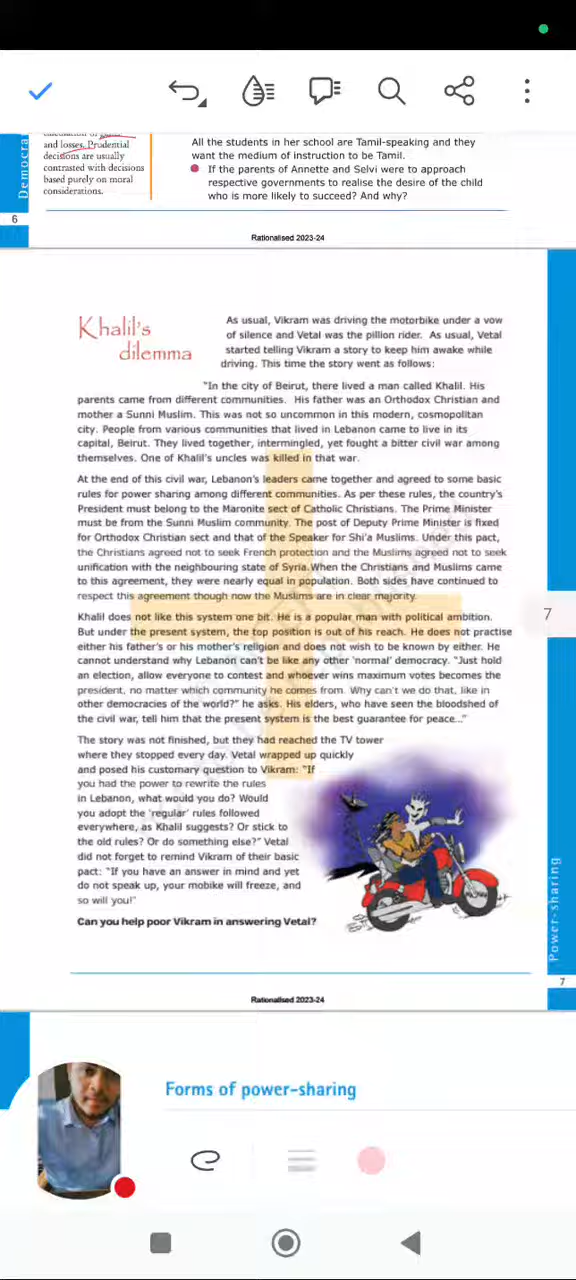 and losses. Prudential
decisions are usually
contrasted with decisions
based purely on moral
considerations.
All the students in her school are Tamil-speaking and they
want the medium of instruction to be Tamil.
If the parents of Annette and Selvi were to approach
respective governments to realise the desire of the child
who is more likely to succeed? And why?
6
Rationalised 2023-24
Khalil's
dilemma
As usual, Vikram was driving the motorbike under a vow
of silence and Vetal was the pillion rider. As usual, Vetal
started telling Vikram a story to keep him awake while
driving. This time the story went as follows:
"In the city of Beirut, there lived a man called Khalil. His
parents came from different communities. His father was an Orthodox Christian and
mother a Sunni Muslim. This was not so uncommon in this modern, cosmopolitan
city. People from various communities that lived in Lebanon came to live in its
capital, Beirut. They lived together, intermingled, yet fought a bitter civil war among
themselves. One of Khalil's uncles was killed in that war.
At the end of this civil war, Lebanon's leaders came together and agreed to some basic
rules for power sharing among different communities. As per these rules, the country's
President must belong to the Maronite sect of Catholic Christians. The Prime Minister
must be from the Sunni Muslim community. The post of Deputy Prime Minister is fixed
for Orthodox Christian sect and that of the Speaker for Shi'a Muslims. Under this pact,
the Christians agreed not to seek French protection and the Muslims agreed not to seek
unification with the neighbouring state of Syria.When the Christians and Muslims came
to this agreement, they were nearly equal in population. Both sides have continued to
respect this agreement though now the Muslims are in clear majority.
7
Khalil does not like this system one bit. He is a popular man with political ambition.
But under the present system, the top position is out of his reach. He does not practise
either his father's or his mother's religion and does not wish to be known by either. He
cannot understand why Lebanon can't be like any other 'normal' democracy. "Just hold
an election, allow everyone to contest and whoever wins maximum votes becomes the
president, no matter which community he comes from. Why can't we do that, like in
other democracies of the world?" he asks. His elders, who have seen the bloodshed of
the civil war, tell him that the present system is the best guarantee for peace..."
The story was not finished, but they had reached the TV tower
where they stopped every day. Vetal wrapped up quickly
and posed his customary question to Vikram: "If
you had the power to rewrite the rules
in Lebanon, what would you do? Would
you adopt the 'regular' rules followed
everywhere, as Khalil suggests? Or stick to
the old rules? Or do something else?" Vetal
did not forget to remind Vikram of their basic
pact: "If you have an answer in mind and yet
do not speak up, your mobike will freeze, and
so will you!"
Can you help poor Vikram in answering Vetal?
Power-sharing
7
Rationalised 2023-24
Forms of power-sharing